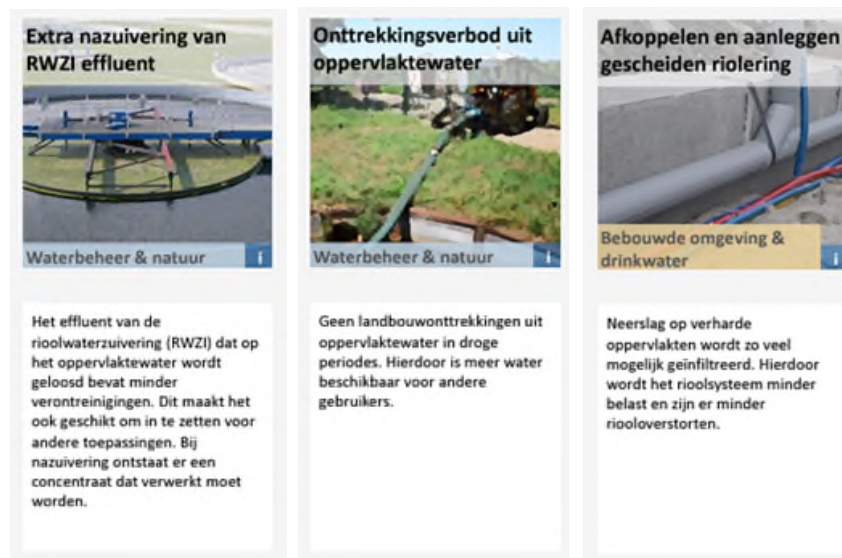 Extra nazuivering van
RWZI effluent
Waterbeheer & natuur
i
Het effluent van de
rioolwaterzuivering (RWZI) dat op
het oppervlaktewater wordt
geloosd bevat minder
verontreinigingen. Dit maakt het
ook geschikt om in te zetten voor
andere toepassingen. Bij
nazuivering ontstaat er een
concentraat dat verwerkt moet
worden.
Onttrekkingsverbod uit
oppervlaktewater
Waterbeheer & natuur
i
Geen landbouwonttrekkingen uit
oppervlaktewater in droge
periodes. Hierdoor is meer water
beschikbaar voor andere
gebruikers.
Afkoppelen en aanleggen
gescheiden riolering
Bebouwde omgeving &
drinkwater
i
Neerslag op verharde
oppervlakten wordt zo veel
mogelijk geïnfiltreerd. Hierdoor
wordt het rioolsysteem minder
belast en zijn er minder
riooloverstorten.